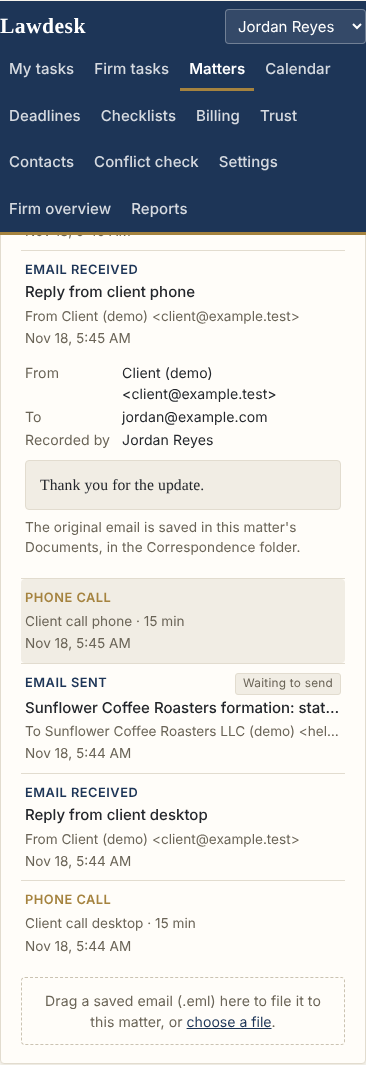 Lawdesk
Jordan Reyes
My tasks Firm tasks Matters Calendar
Deadlines Checklists Billing Trust
Contacts Conflict check Settings
Firm overview Reports
EMAIL RECEIVED
Reply from client phone
From Client (demo) <client@example.test>
Nov 18, 5:45 AM
From Client (demo)
<client@example.test>
To jordan@example.com
Recorded by Jordan Reyes
Thank you for the update.
The original email is saved in this matter's
Documents, in the Correspondence folder.
PHONE CALL
Client call phone · 15 min
Nov 18, 5:45 AM
EMAIL SENT Waiting to send
Sunflower Coffee Roasters formation: stat...
To Sunflower Coffee Roasters LLC (demo) <hel...
Nov 18, 5:44 AM
EMAIL RECEIVED
Reply from client desktop
From Client (demo) <client@example.test>
Nov 18, 5:44 AM
PHONE CALL
Client call desktop · 15 min
Nov 18, 5:44 AM
Drag a saved email (.eml) here to file it to
this matter, or choose a file.